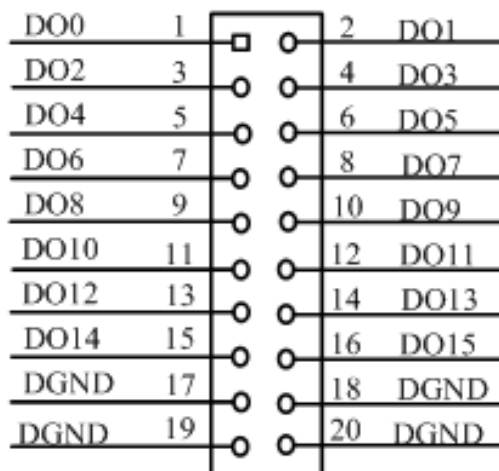 DO0 1 2 DO1
DO2 3 4 DO3
DO4 5 6 DO5
DO6 7 8 DO7
DO8 9 10 DO9
DO10 11 12 DO11
DO12 13 14 DO13
DO14 15 16 DO15
DGND 17 18 DGND
DGND 19 20 DGND